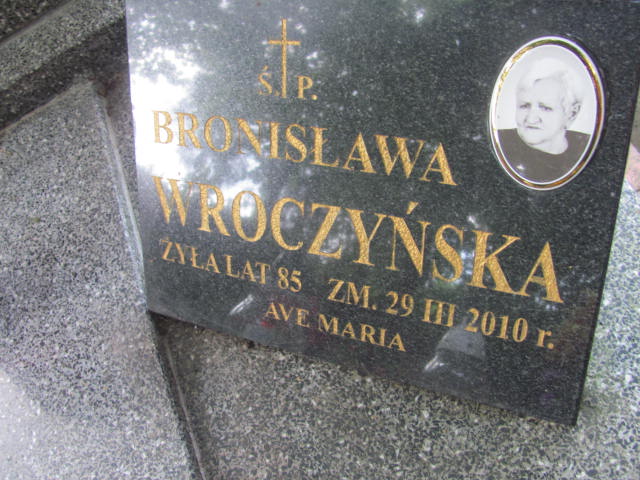 Ś. P.
BRONISŁAWA
WROCZYŃSKA
ŻYŁA LAT 85 ZM. 29 III 2010 r.
AVE MARIA